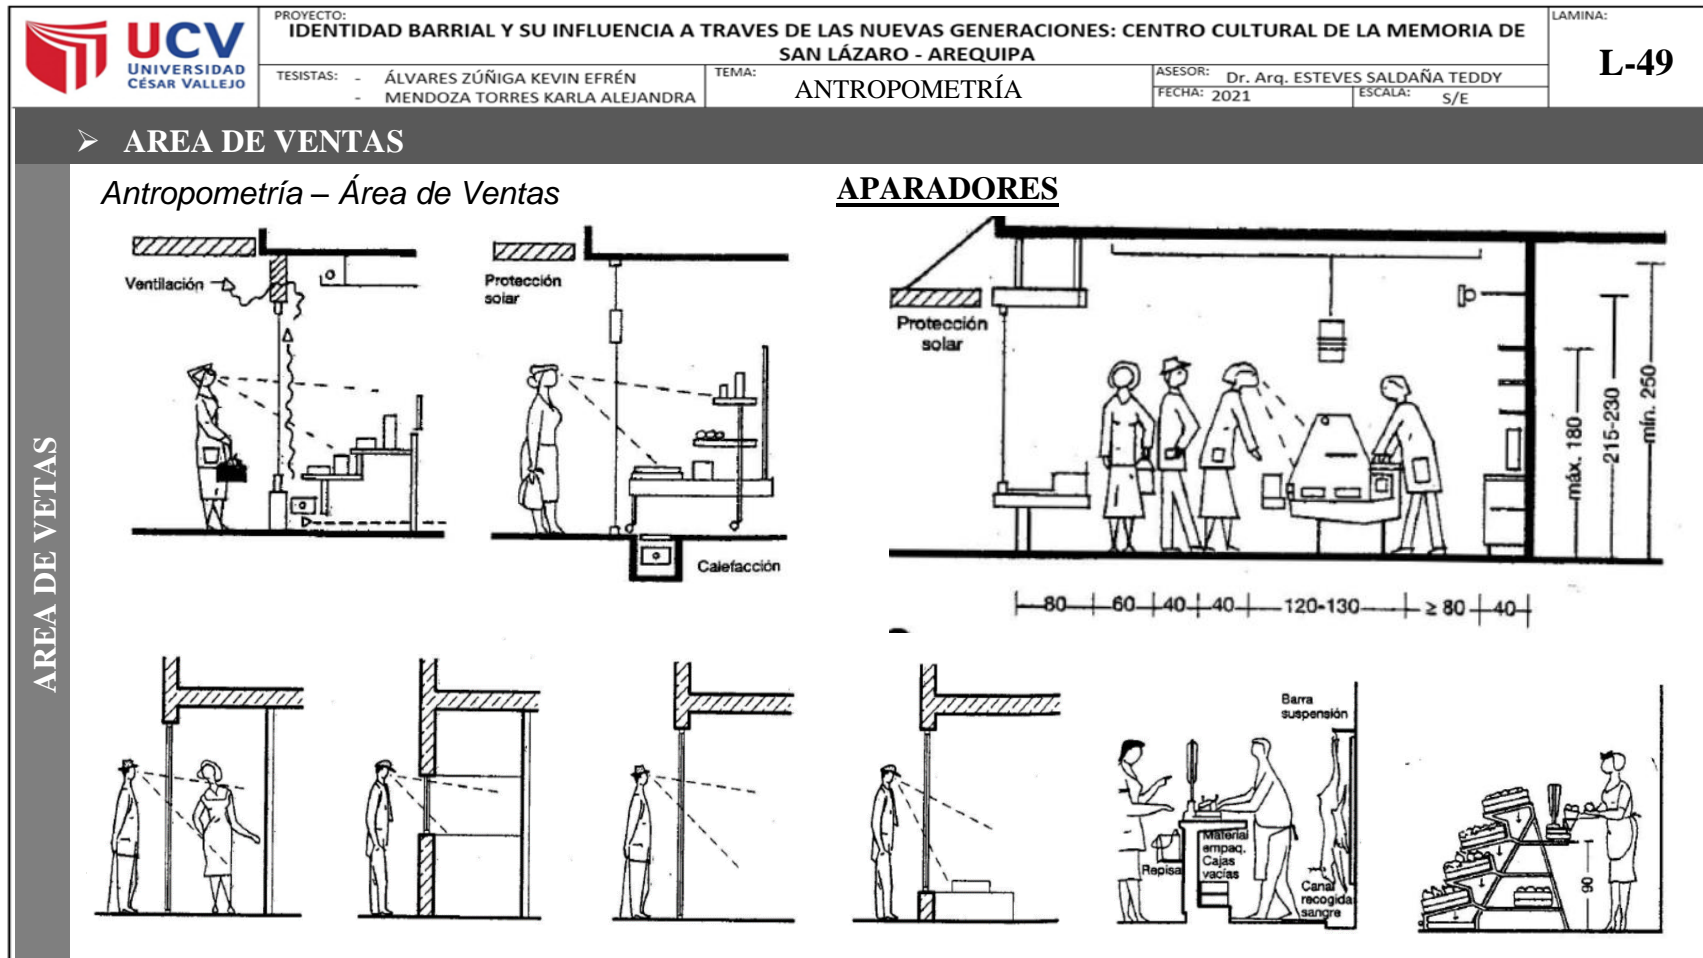 UCV
UNIVERSIDAD
CÉSAR VALLEJO
PROYECTO:
IDENTIDAD BARRIAL Y SU INFLUENCIA A TRAVES DE LAS NUEVAS GENERACIONES: CENTRO CULTURAL DE LA MEMORIA DE
SAN LÁZARO - AREQUIPA
TESISTAS: - ÁLVARES ZÚÑIGA KEVIN EFRÉN
- MENDOZA TORRES KARLA ALEJANDRA
TEMA:
ANTROPOMETRÍA
ASESOR: Dr. Arq. ESTEVES SALDAÑA TEDDY
FECHA: 2021
ESCALA: S/E
LAMINA:
L-49
➢ AREA DE VENTAS
AREA DE VETAS
Antropometría – Área de Ventas
APARADORES
Ventilación
Protección
solar
Calefacción
Protección
solar
máx. 180
215-230
mín. 250
80 60 40 40 120-130 ≥ 80 40
Repisa
Material
empaq.
Cajas
vacías
Barra
suspensión
Canal
recogida
sangre
90